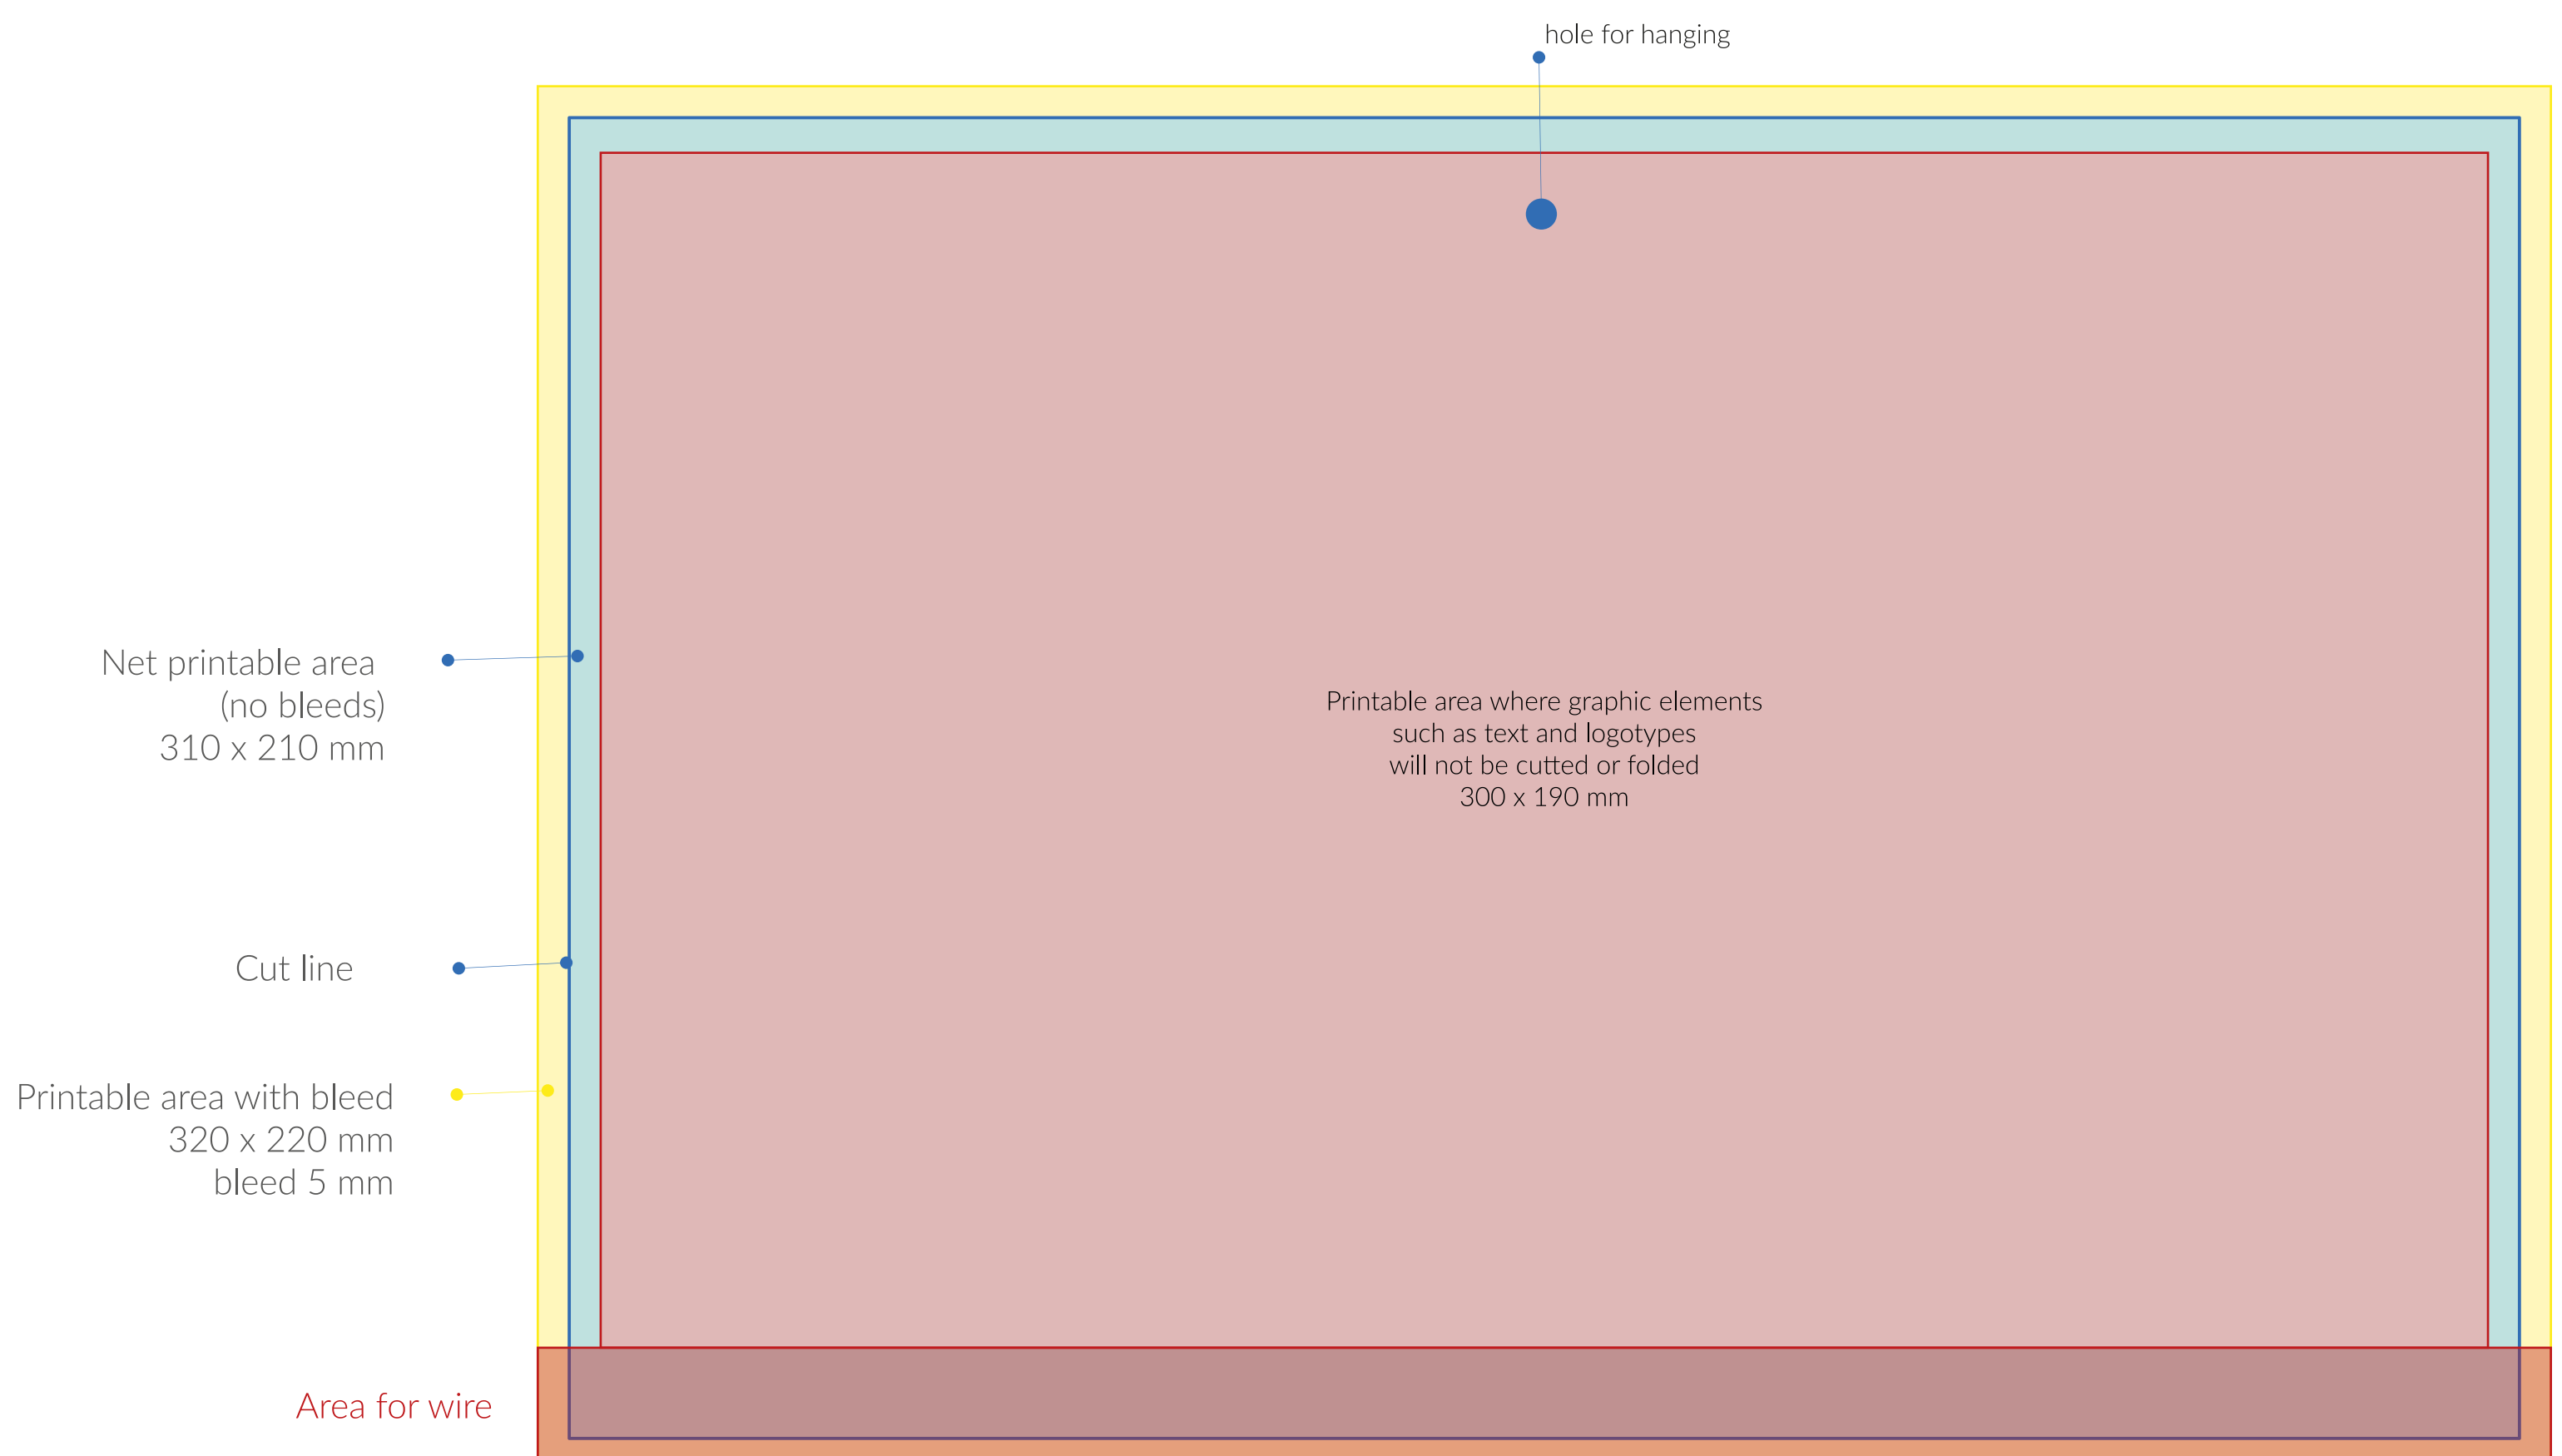 hole for hanging
Net printable area
(no bleeds)
310 x 210 mm
Printable area where graphic elements
such as text and logotypes
will not be cutted or folded
300 x 190 mm
Cut line
Printable area with bleed
320 x 220 mm
bleed 5 mm
Area for wire